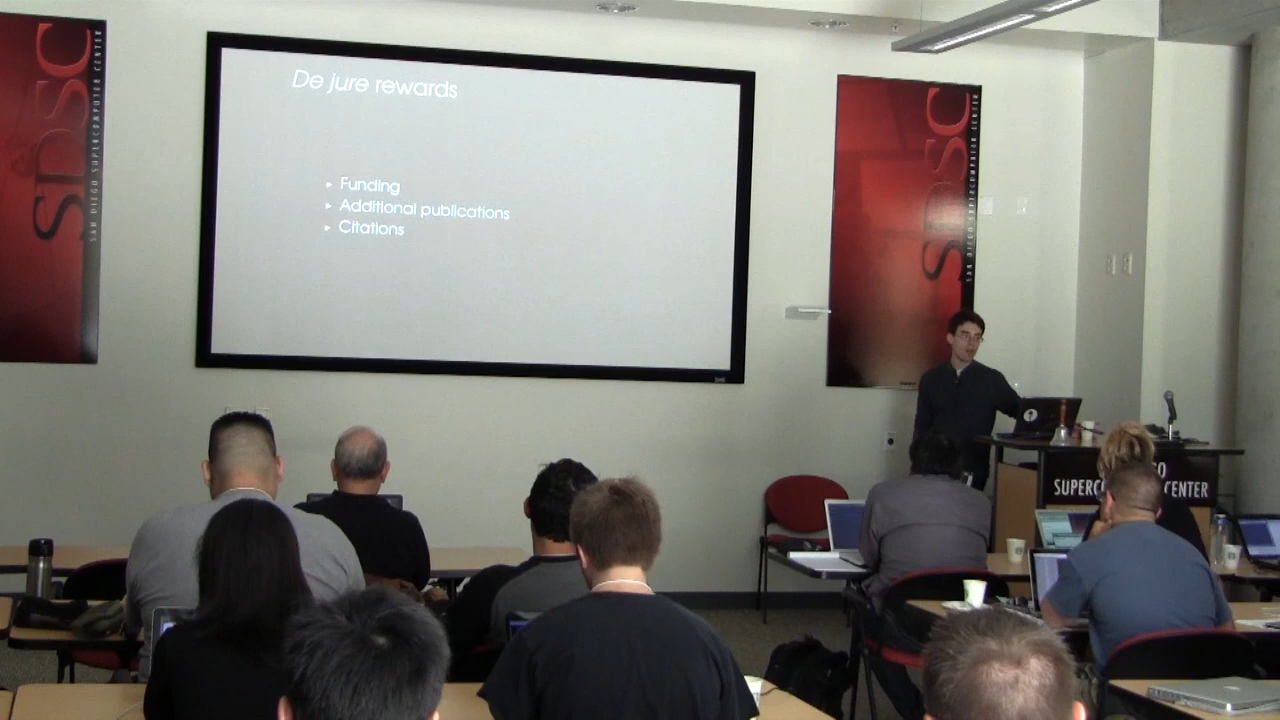 SDSC
SAN DIEGO SUPERCOMPUTER CENTER
De jure rewards
Funding
Additional publications
Citations
SDSC
SAN DIEGO SUPERCOMPUTER CENTER
GO
SUPERC CENTER